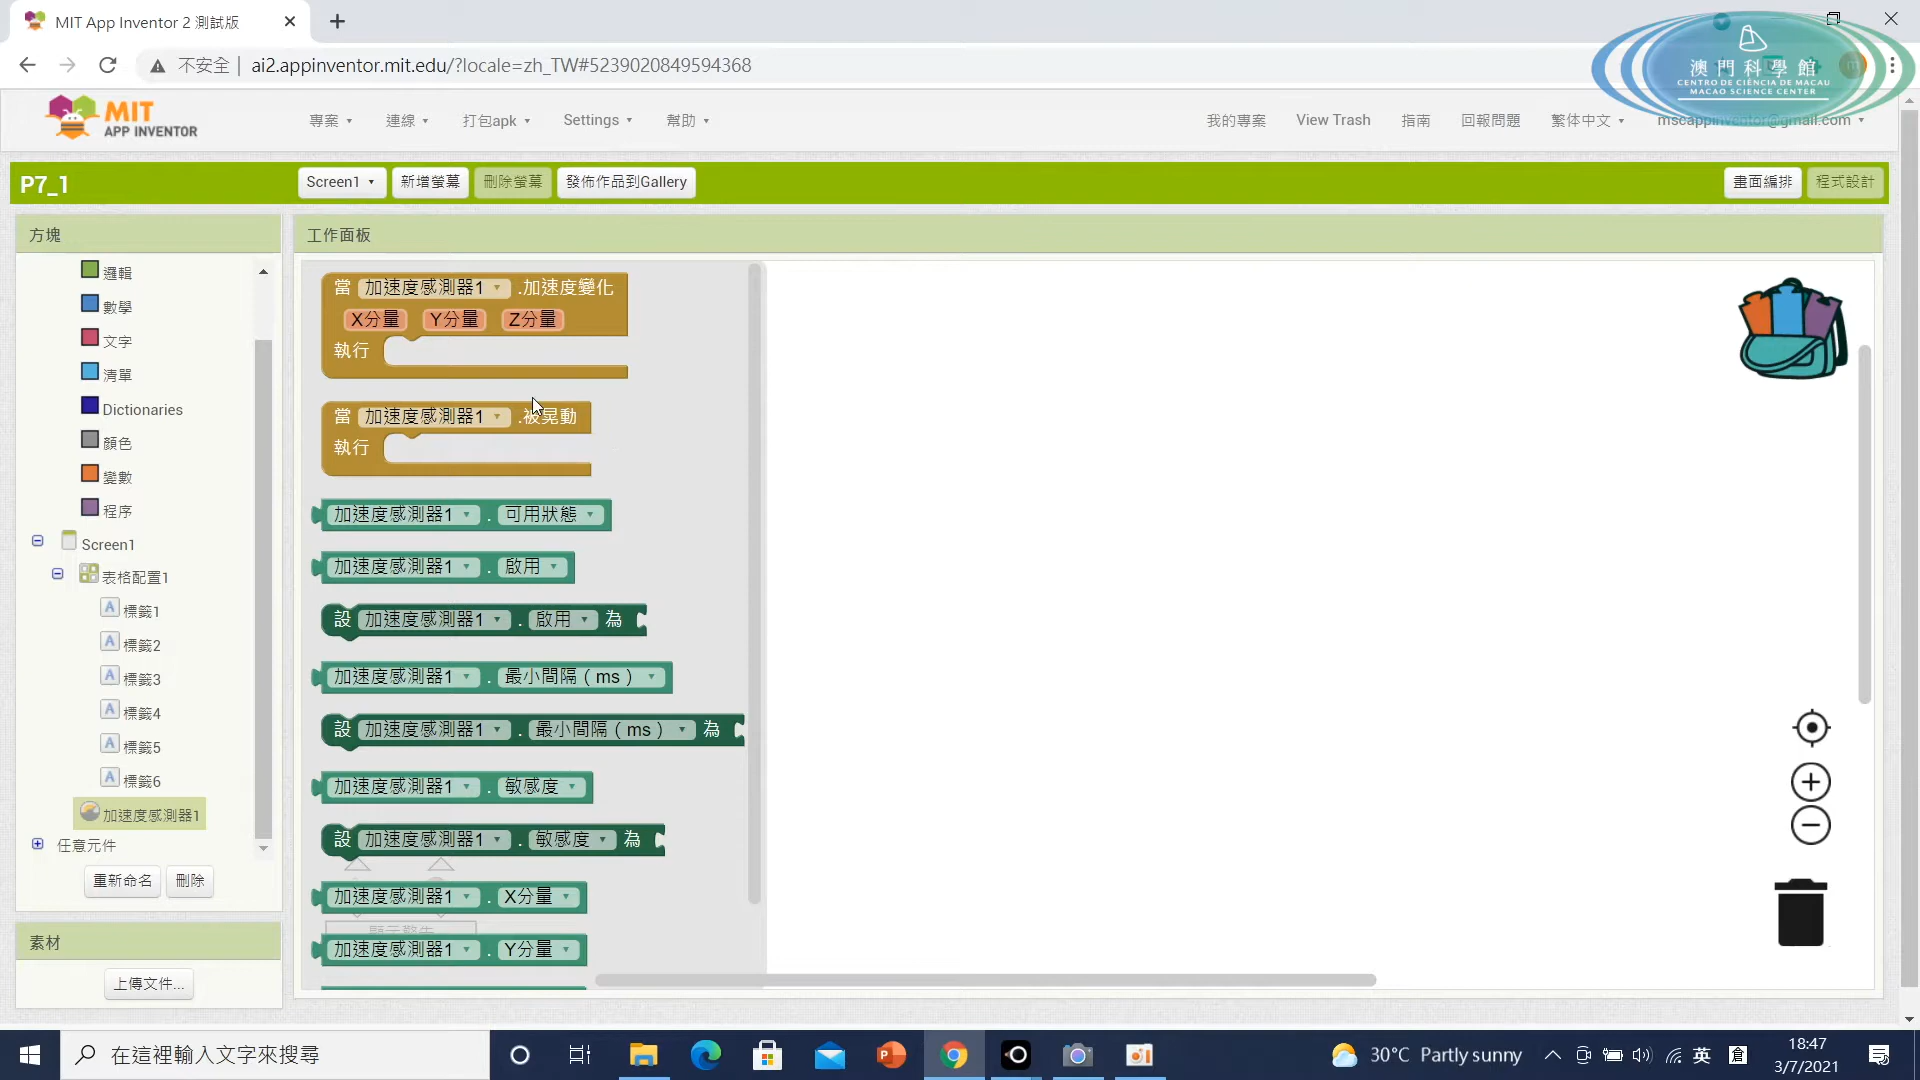 MIT App Inventor 2 測試版
不安全 | ai2.appinventor.mit.edu/?locale=zh_TW#5239020849594368
澳門科學館
CENTRO DE CIÊNCIA DE MACAU
MACAO SCIENCE CENTER
MIT
APP INVENTOR
專案 連線 打包apk Settings 幫助 我的專案 View Trash 指南 回報問題 繁体中文 mscappinventor@gmail.com
P7_1 Screen1 新增螢幕 刪除螢幕 發佈作品到Gallery 畫面編排 程式設計
方塊
邏輯
數學
文字
清單
Dictionaries
顏色
變數
程序
Screen1
表格配置1
標籤1
標籤2
標籤3
標籤4
標籤5
標籤6
加速度感測器1
任意元件
重新命名 刪除
素材
上傳文件...
工作面板
當 加速度感測器1 .加速度變化
X分量 Y分量 Z分量
執行
當 加速度感測器1 .被晃動
執行
加速度感測器1 . 可用狀態
加速度感測器1 . 啟用
設 加速度感測器1 . 啟用 為
加速度感測器1 . 最小間隔（ms）
設 加速度感測器1 . 最小間隔（ms） 為
加速度感測器1 . 敏感度
設 加速度感測器1 . 敏感度 為
加速度感測器1 . X分量
顯示警告
加速度感測器1 . Y分量
在這裡輸入文字來搜尋
30°C Partly sunny
英
倉
18:47
3/7/2021